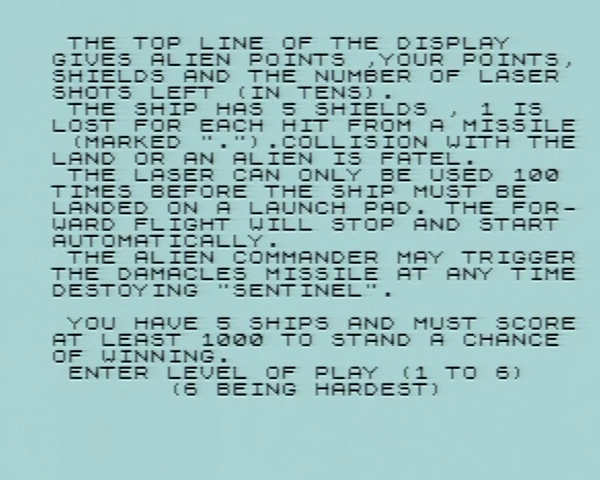 THE TOP LINE OF THE DISPLAY
GIVES ALIEN POINTS ,YOUR POINTS,
SHIELDS AND THE NUMBER OF LASER
SHOTS LEFT (IN TENS).
THE SHIP HAS 5 SHIELDS , 1 IS
LOST FOR EACH HIT FROM A MISSILE
(MARKED ".").COLLISION WITH THE
LAND OR AN ALIEN IS FATEL.
THE LASER CAN ONLY BE USED 100
TIMES BEFORE THE SHIP MUST BE
LANDED ON A LAUNCH PAD. THE FOR-
WARD FLIGHT WILL STOP AND START
AUTOMATICALLY.
THE ALIEN COMMANDER MAY TRIGGER
THE DAMACLES MISSILE AT ANY TIME
DESTOYING "SENTINEL".
YOU HAVE 5 SHIPS AND MUST SCORE
AT LEAST 1000 TO STAND A CHANCE
OF WINNING.
ENTER LEVEL OF PLAY (1 TO 6)
(6 BEING HARDEST)